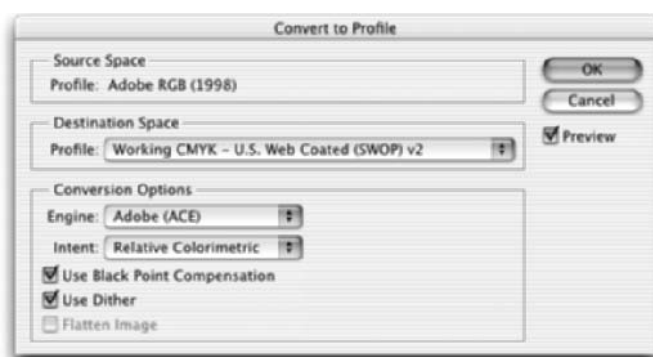 Convert to Profile
Source Space
Profile: Adobe RGB (1998)
OK
Cancel
Destination Space
Profile: Working CMYK – U.S. Web Coated (SWOP) v2
Preview
Conversion Options
Engine: Adobe (ACE)
Intent: Relative Colorimetric
Use Black Point Compensation
Use Dither
Flatten Image